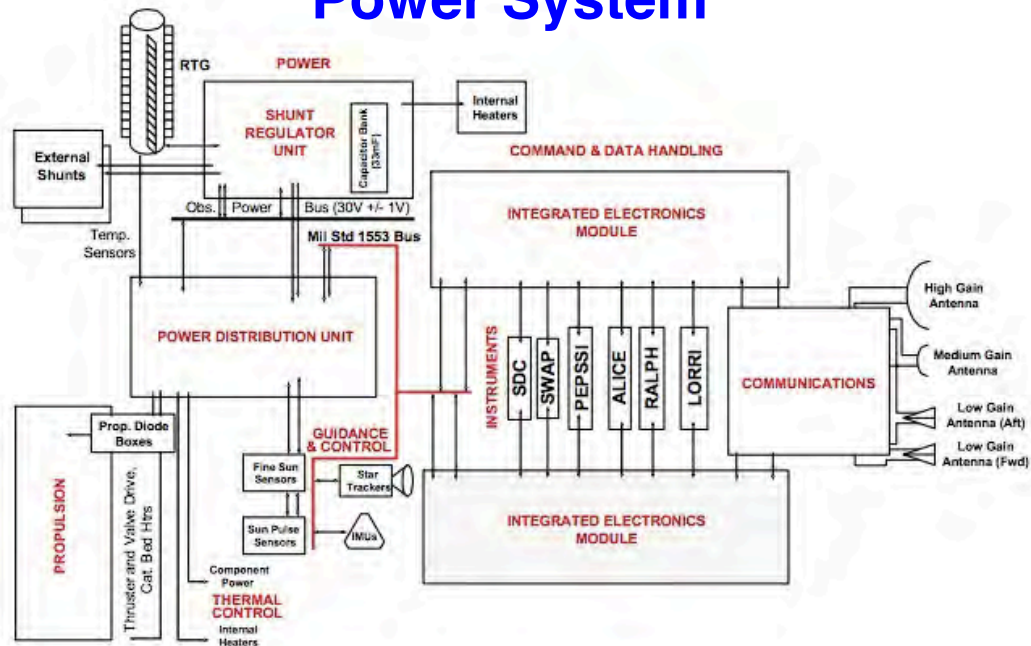 Power System
RTG
POWER
SHUNT
REGULATOR
UNIT
Capacitor Bank
(33mF)
Internal
Heaters
External
Shunts
COMMAND & DATA HANDLING
INTEGRATED ELECTRONICS
MODULE
Obs. Power Bus (30V +/- 1V)
Mil Std 1553 Bus
Temp.
Sensors
POWER DISTRIBUTION UNIT
INSTRUMENTS
SDC
SWAP
PEPSSI
ALICE
RALPH
LORRI
COMMUNICATIONS
High Gain
Antenna
Medium Gain
Antenna
Low Gain
Antenna (Aft)
Low Gain
Antenna (Fwd)
Prop. Diode
Boxes
PROPULSION
Thruster and Valve Drive,
Cat. Bed Htrs
GUIDANCE
& CONTROL
Fine Sun
Sensors
Star
Trackers
Sun Pulse
Sensors
IMUs
INTEGRATED ELECTRONICS
MODULE
Component
Power
THERMAL
CONTROL
Internal
Heaters